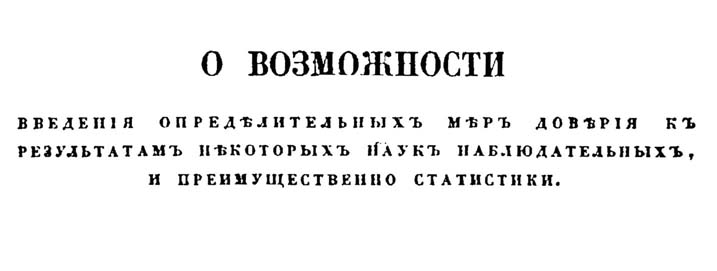 О ВОЗМОЖНОСТИ
ВВЕДЕНІЯ ОПРЕДѢЛИТЕЛЬНЫХЪ МѢРЪ ДОВѢРІЯ КЪ
РЕЗУЛЬТАТАМЪ НѢКОТОРЫХЪ НАУКЪ НАБЛЮДАТЕЛЬНЫХЪ,
И ПРЕИМУЩЕСТВЕННО СТАТИСТИКИ.